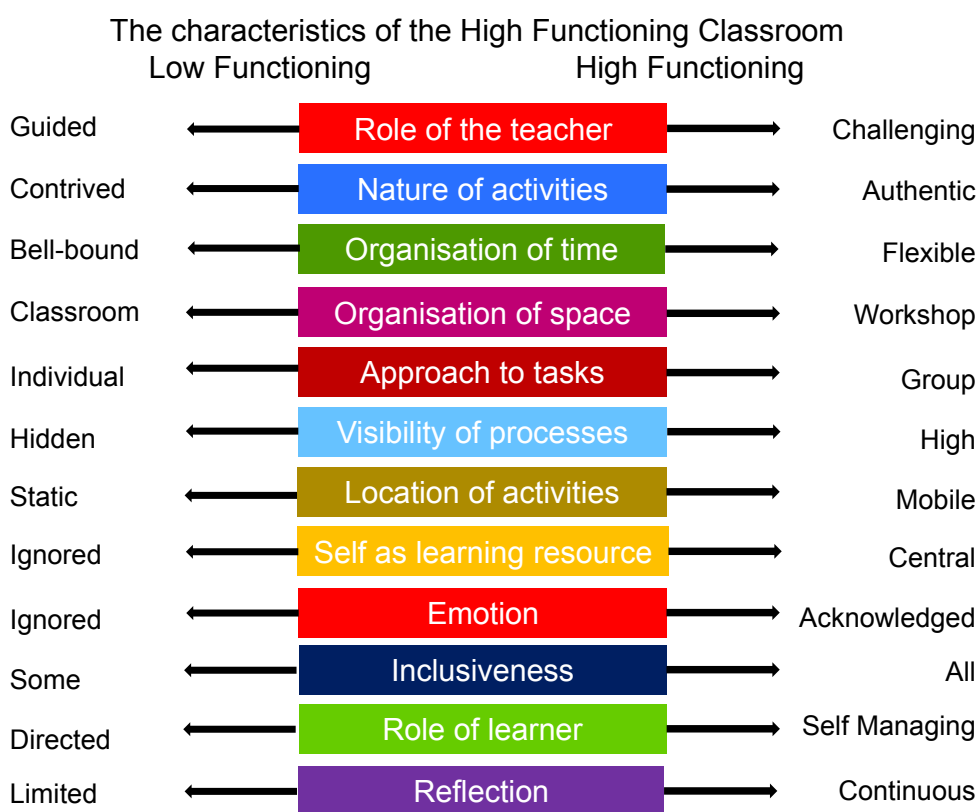 The characteristics of the High Functioning Classroom
Low Functioning High Functioning
Guided Role of the teacher Challenging
Contrived Nature of activities Authentic
Bell-bound Organisation of time Flexible
Classroom Organisation of space Workshop
Individual Approach to tasks Group
Hidden Visibility of processes High
Static Location of activities Mobile
Ignored Self as learning resource Central
Ignored Emotion Acknowledged
Some Inclusiveness All
Directed Role of learner Self Managing
Limited Reflection Continuous